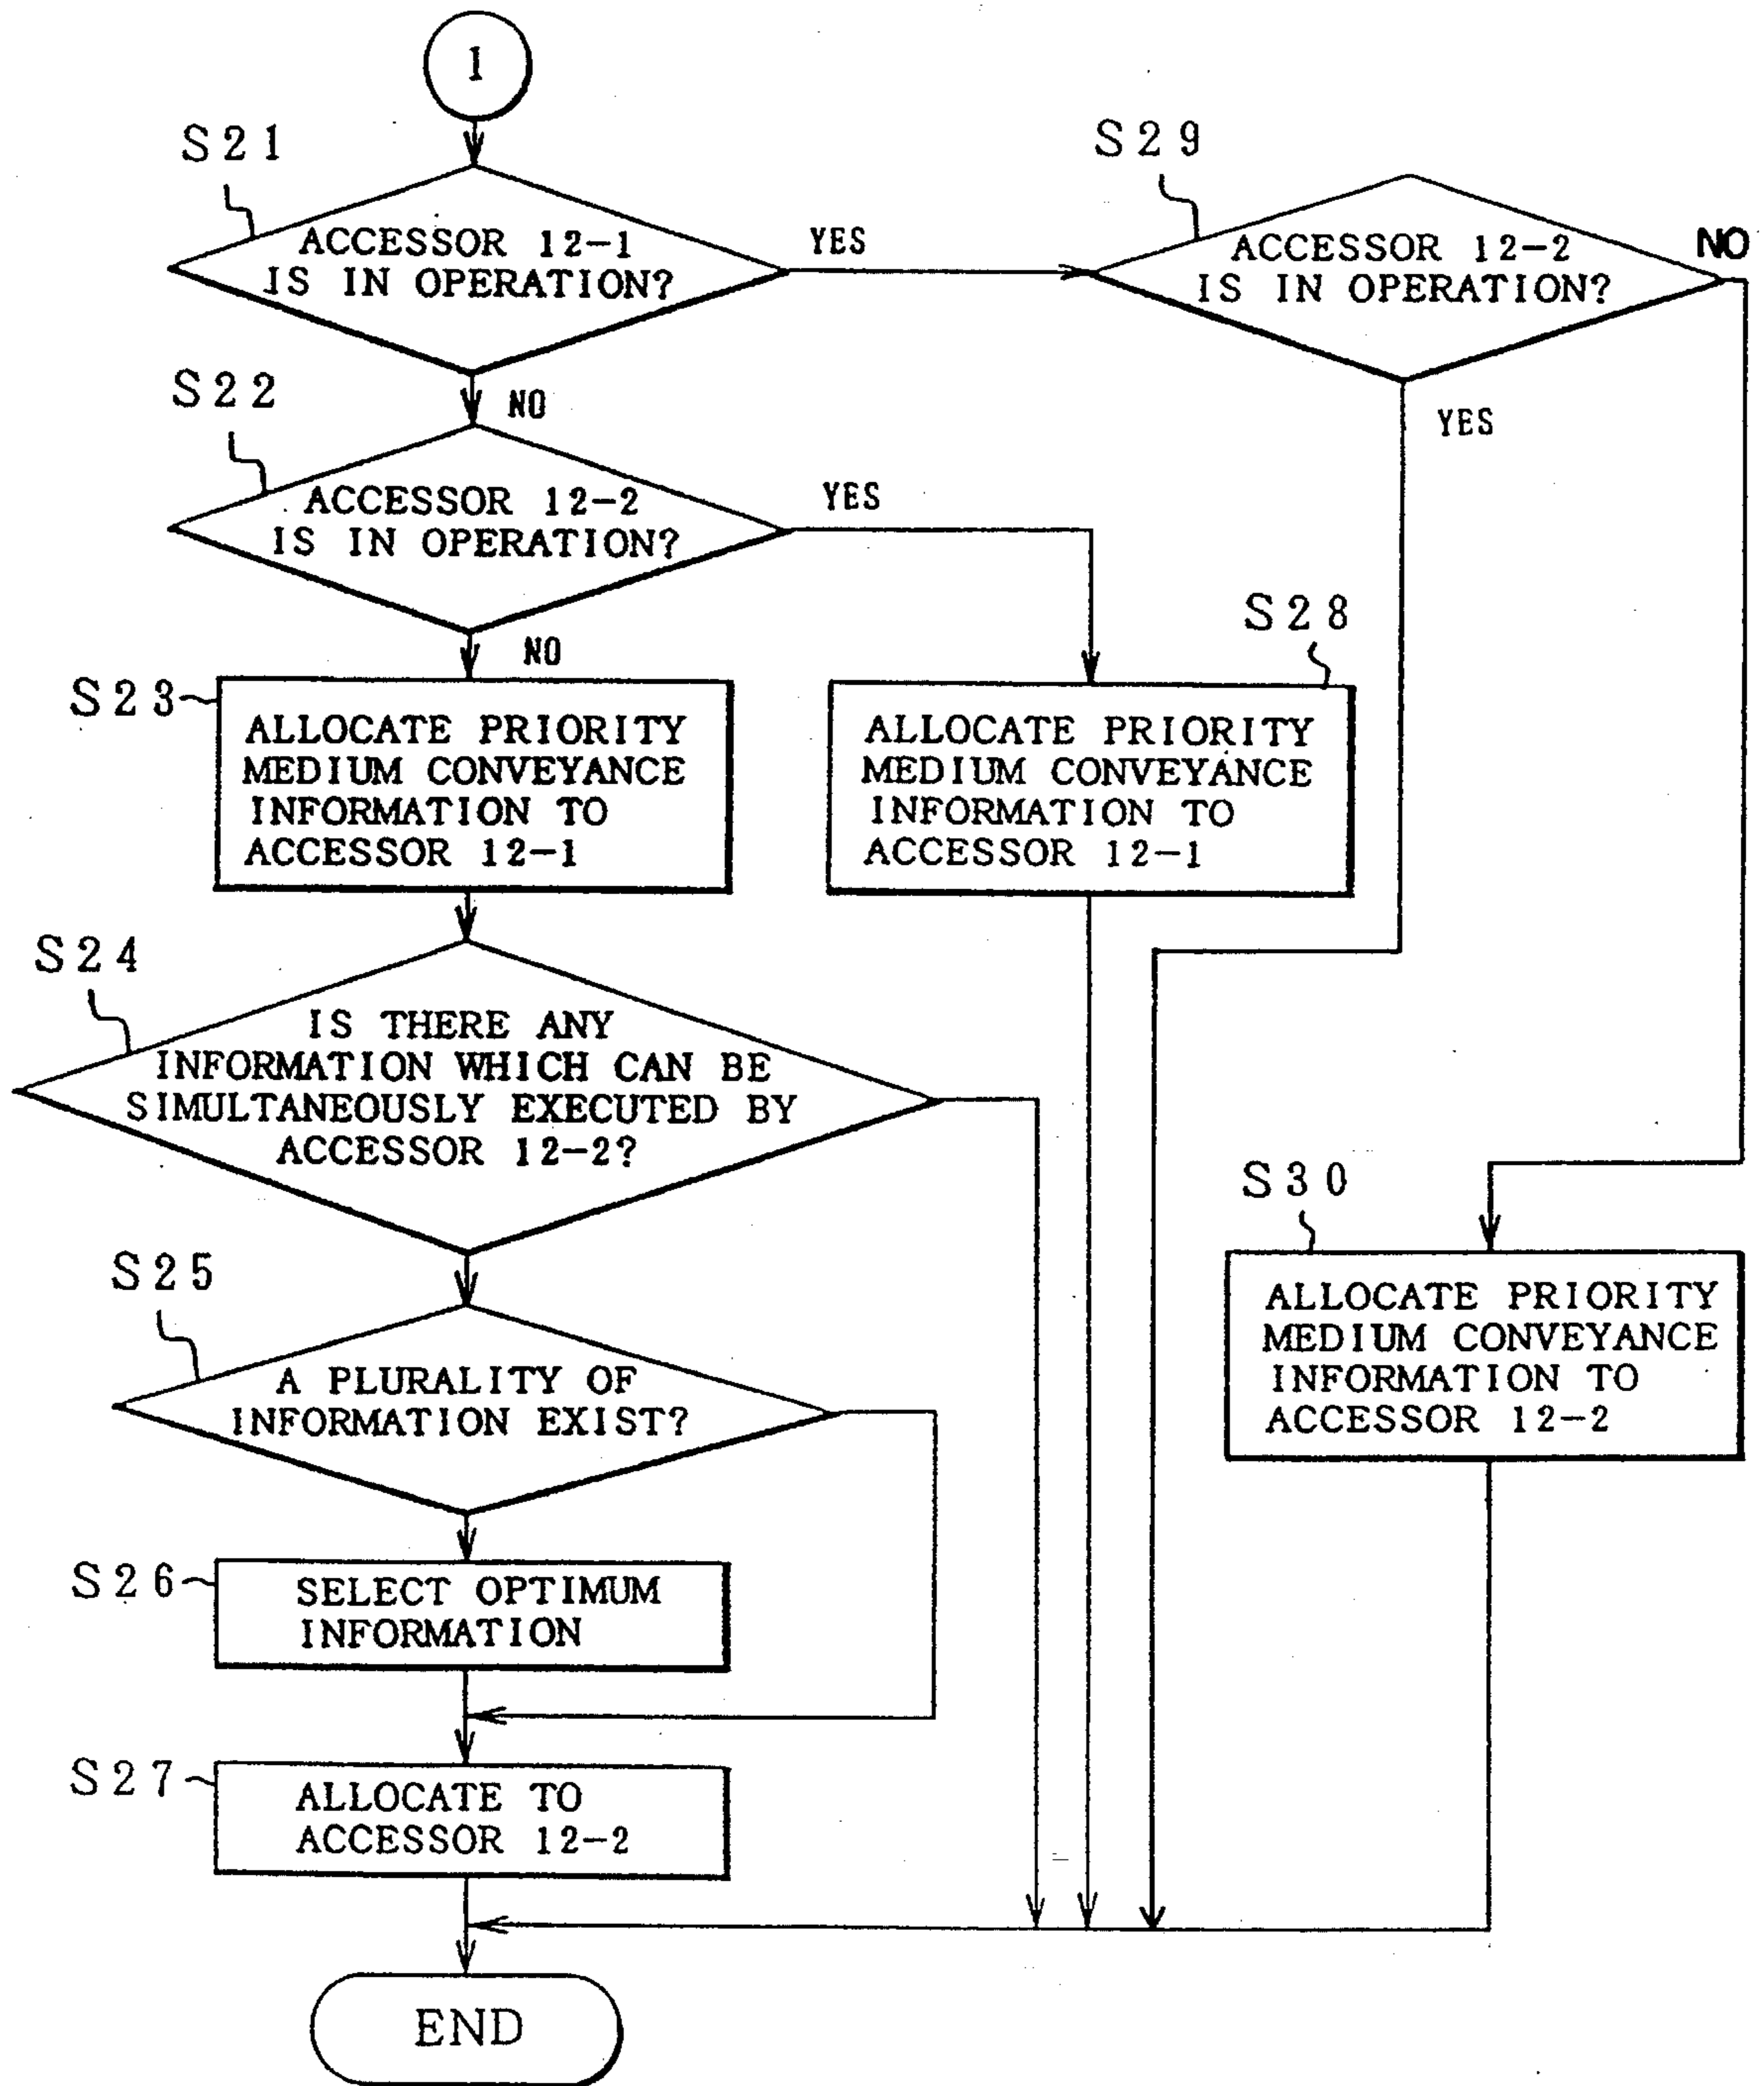 1
S21
ACCESSOR 12-1
IS IN OPERATION?
YES
S29
ACCESSOR 12-2
IS IN OPERATION?
NO
YES
NO
S22
ACCESSOR 12-2
IS IN OPERATION?
YES
NO
S23
ALLOCATE PRIORITY
MEDIUM CONVEYANCE
INFORMATION TO
ACCESSOR 12-1
S28
ALLOCATE PRIORITY
MEDIUM CONVEYANCE
INFORMATION TO
ACCESSOR 12-1
S24
IS THERE ANY
INFORMATION WHICH CAN BE
SIMULTANEOUSLY EXECUTED BY
ACCESSOR 12-2?
S30
ALLOCATE PRIORITY
MEDIUM CONVEYANCE
INFORMATION TO
ACCESSOR 12-2
S25
A PLURALITY OF
INFORMATION EXIST?
S26
SELECT OPTIMUM
INFORMATION
S27
ALLOCATE TO
ACCESSOR 12-2
END